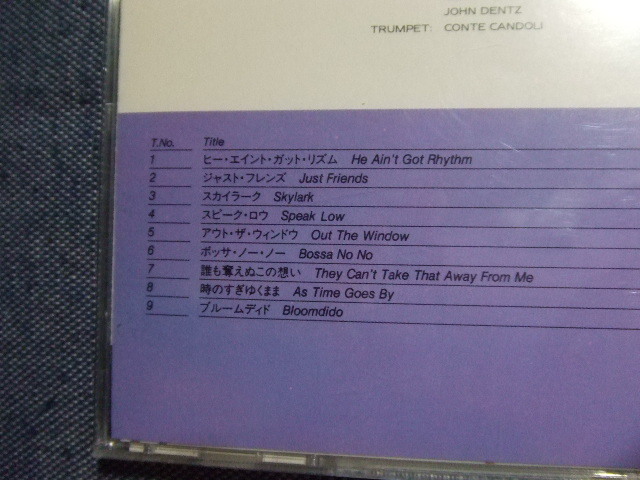 JOHN DENTZ
TRUMPET: CONTE CANDOLI
T.No. Title
1 ヒー・エイント・ガット・リズム He Ain't Got Rhythm
2 ジャスト・フレンズ Just Friends
3 スカイラーク Skylark
4 スピーク・ロウ Speak Low
5 アウト・ザ・ウィンドウ Out The Window
6 ボッサ・ノー・ノー Bossa No No
7 誰も奪えぬこの想い They Can't Take That Away From Me
8 時のすぎゆくまま As Time Goes By
9 ブルームディド Bloomdido